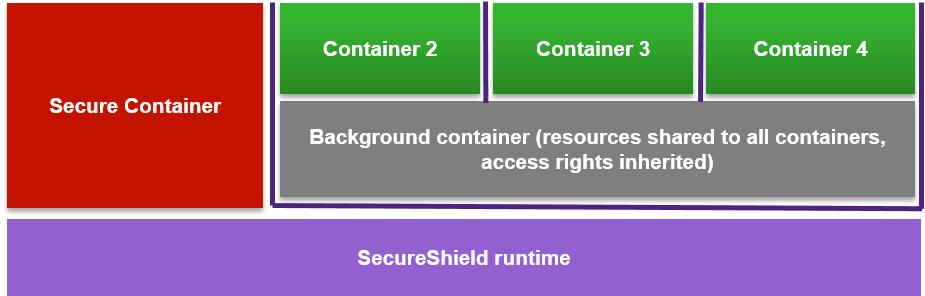 Secure Container
Container 2
Container 3
Container 4
Background container (resources shared to all containers,
access rights inherited)
SecureShield runtime